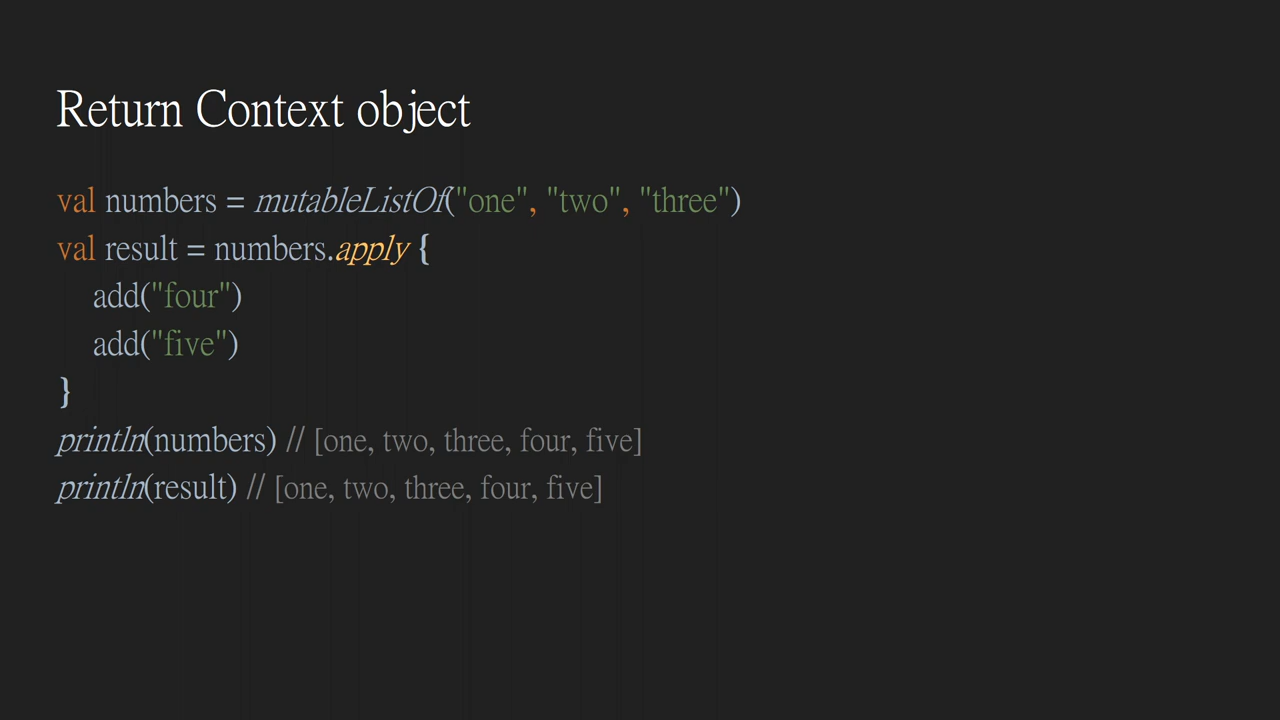 Return Context object
val numbers = mutableListOf("one", "two", "three")
val result = numbers.apply {
    add("four")
    add("five")
}
println(numbers) // [one, two, three, four, five]
println(result) // [one, two, three, four, five]